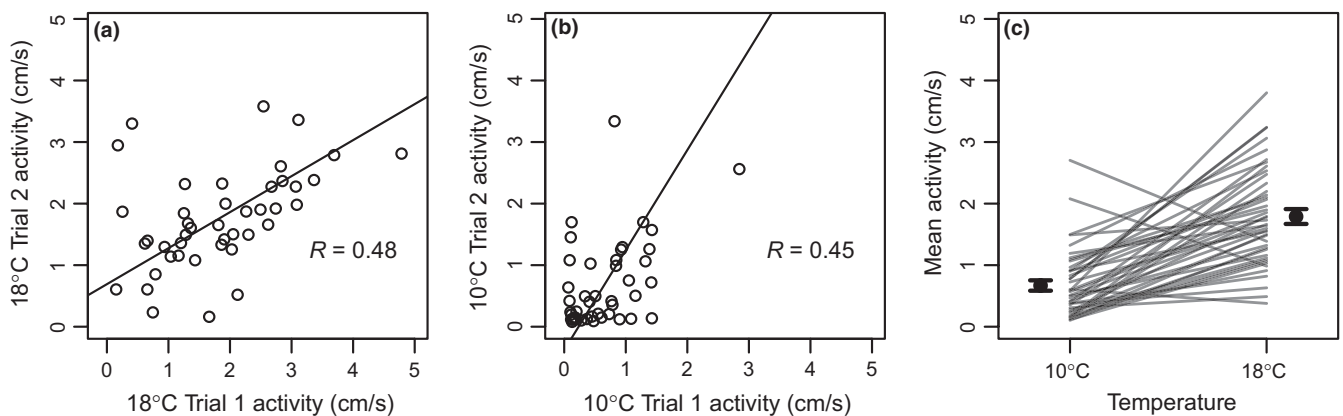 (a)
18°C Trial 2 activity (cm/s)
0 1 2 3 4 5
R = 0.48
0 1 2 3 4 5
18°C Trial 1 activity (cm/s)
(b)
10°C Trial 2 activity (cm/s)
0 1 2 3 4 5
R = 0.45
0 1 2 3 4 5
10°C Trial 1 activity (cm/s)
(c)
Mean activity (cm/s)
0 1 2 3 4 5
10°C 18°C
Temperature